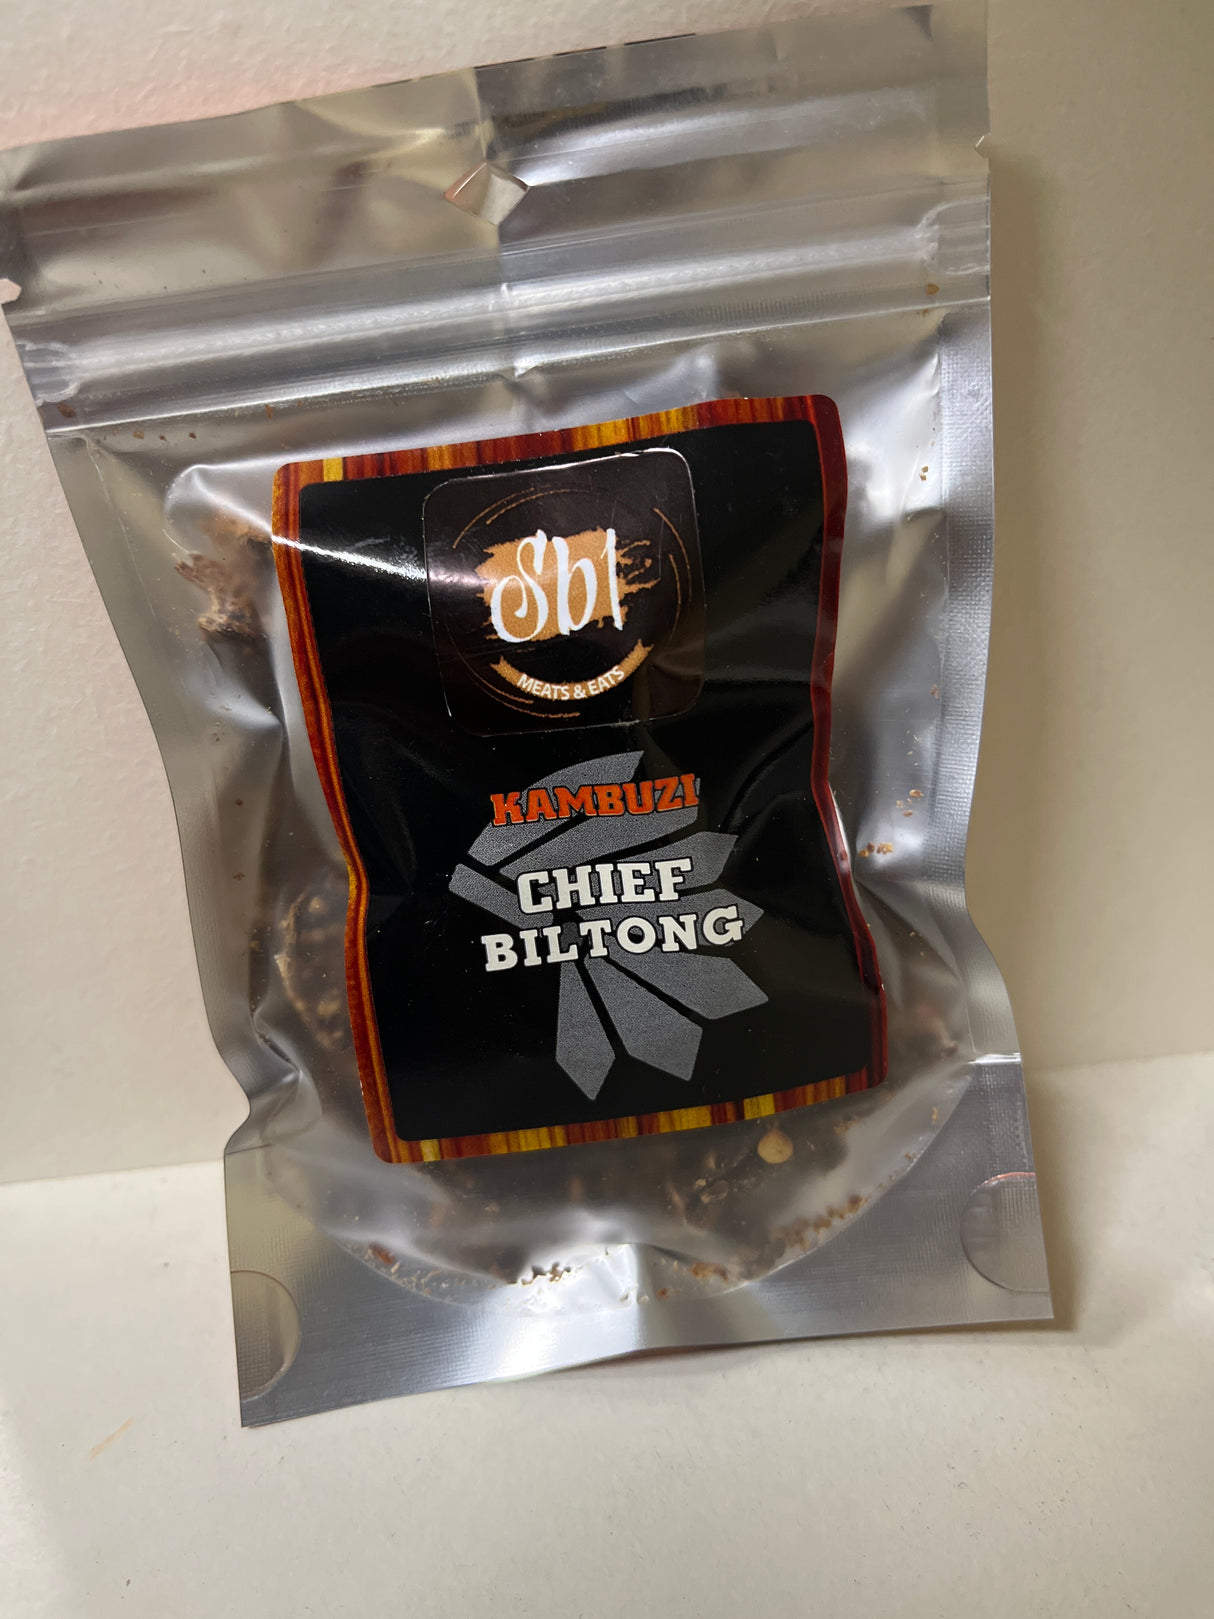 Sb1
MEATS & EATS
KAMBUZI
CHIEF
BILTONG